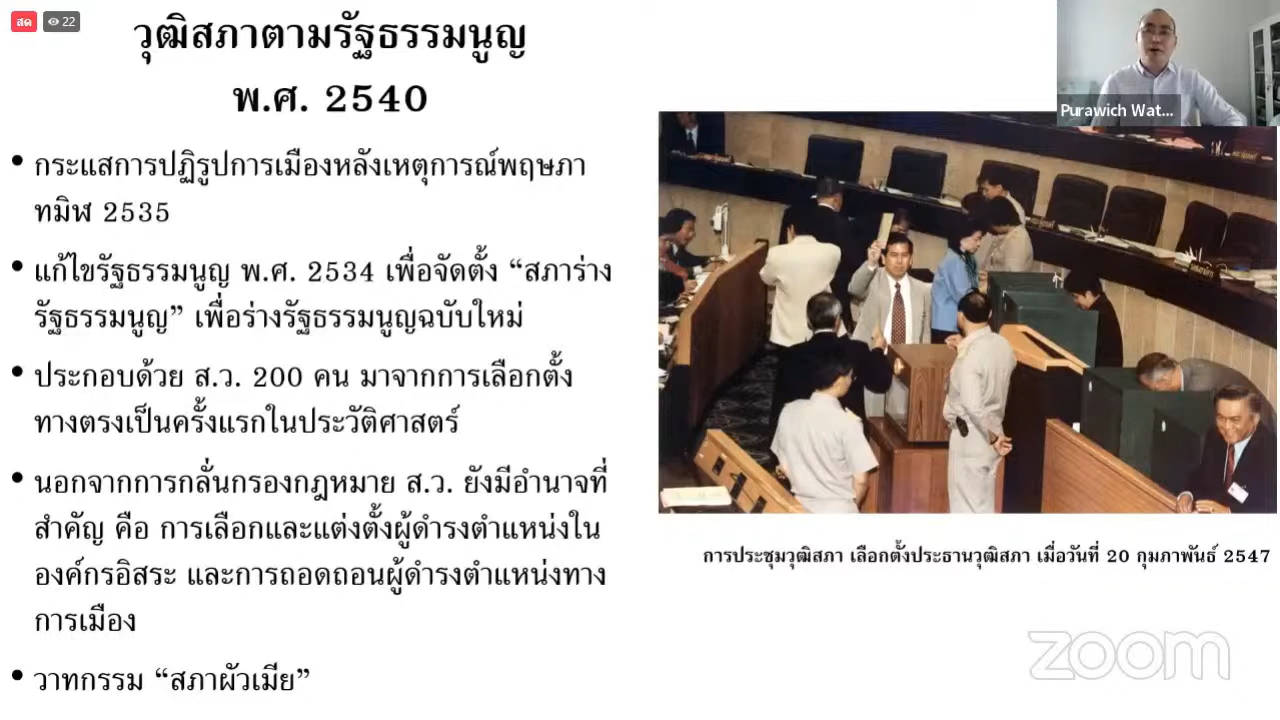 สด
22
วุฒิสภาตามรัฐธรรมนูญ
พ.ศ. 2540
• กระแสการปฏิรูปการเมืองหลังเหตุการณ์พฤษภา
ทมิฬ 2535
• แก้ไขรัฐธรรมนูญ พ.ศ. 2534 เพื่อจัดตั้ง “สภาร่าง
รัฐธรรมนูญ” เพื่อร่างรัฐธรรมนูญฉบับใหม่
• ประกอบด้วย ส.ว. 200 คน มาจากการเลือกตั้ง
ทางตรงเป็นครั้งแรกในประวัติศาสตร์
• นอกจากการกลั่นกรองกฎหมาย ส.ว. ยังมีอำนาจที่
สำคัญ คือ การเลือกและแต่งตั้งผู้ดำรงตำแหน่งใน
องค์กรอิสระ และการถอดถอนผู้ดำรงตำแหน่งทาง
การเมือง
• วาทกรรม “สภาผัวเมีย”
Purawich Wat...
การประชุมวุฒิสภา เลือกตั้งประธานวุฒิสภา เมื่อวันที่ 20 กุมภาพันธ์ 2547
zoom